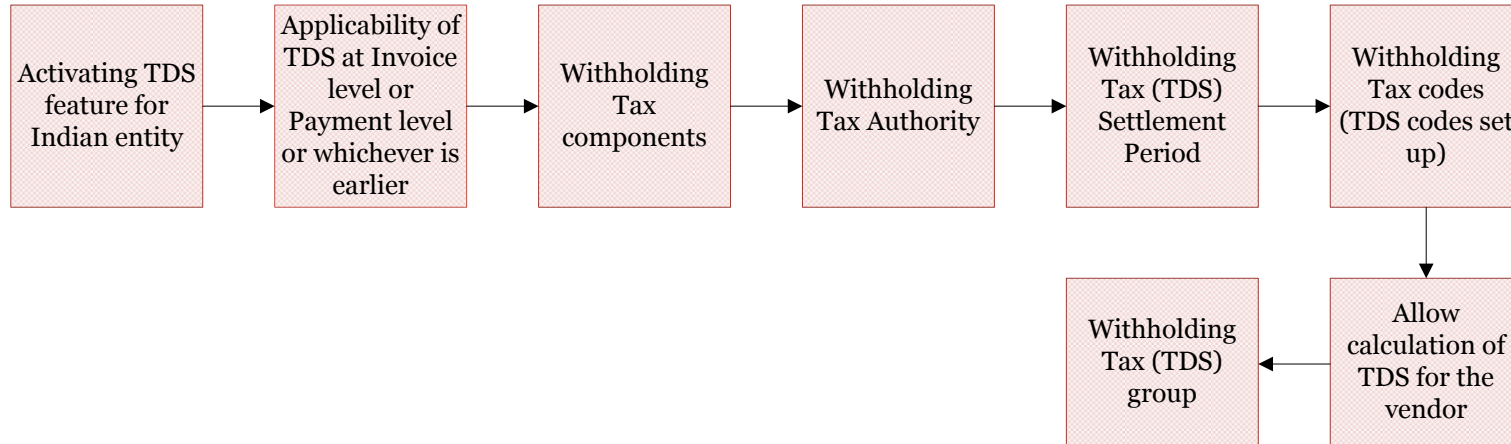 Activating TDS
feature for
Indian entity
Applicability of
TDS at Invoice
level or
Payment level
or whichever is
earlier
Withholding
Tax
components
Withholding
Tax Authority
Withholding
Tax (TDS)
Settlement
Period
Withholding
Tax codes
(TDS codes set
up)
Allow
calculation of
TDS for the
vendor
Withholding
Tax (TDS)
group